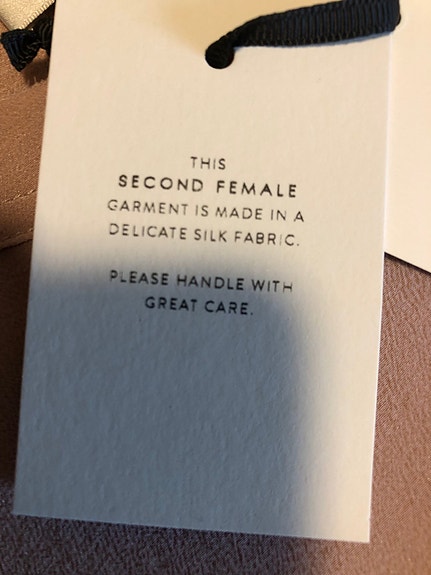 THIS
SECOND FEMALE
GARMENT IS MADE IN A
DELICATE SILK FABRIC.
PLEASE HANDLE WITH
GREAT CARE.